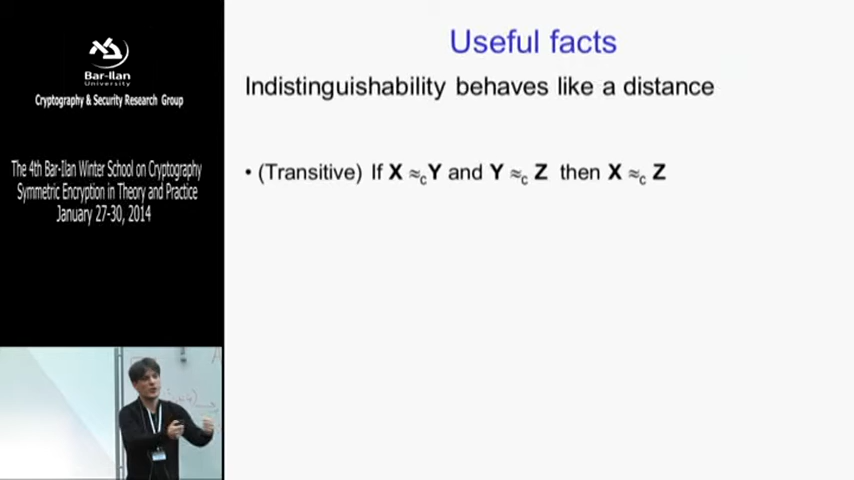 Bar-Ilan
University
Cryptography & Security Research Group
The 4th Bar-Ilan Winter School on Cryptography
Symmetric Encryption in Theory and Practice
January 27-30, 2014
Useful facts
Indistinguishability behaves like a distance
• (Transitive) If X ≈c Y and Y ≈c Z then X ≈c Z